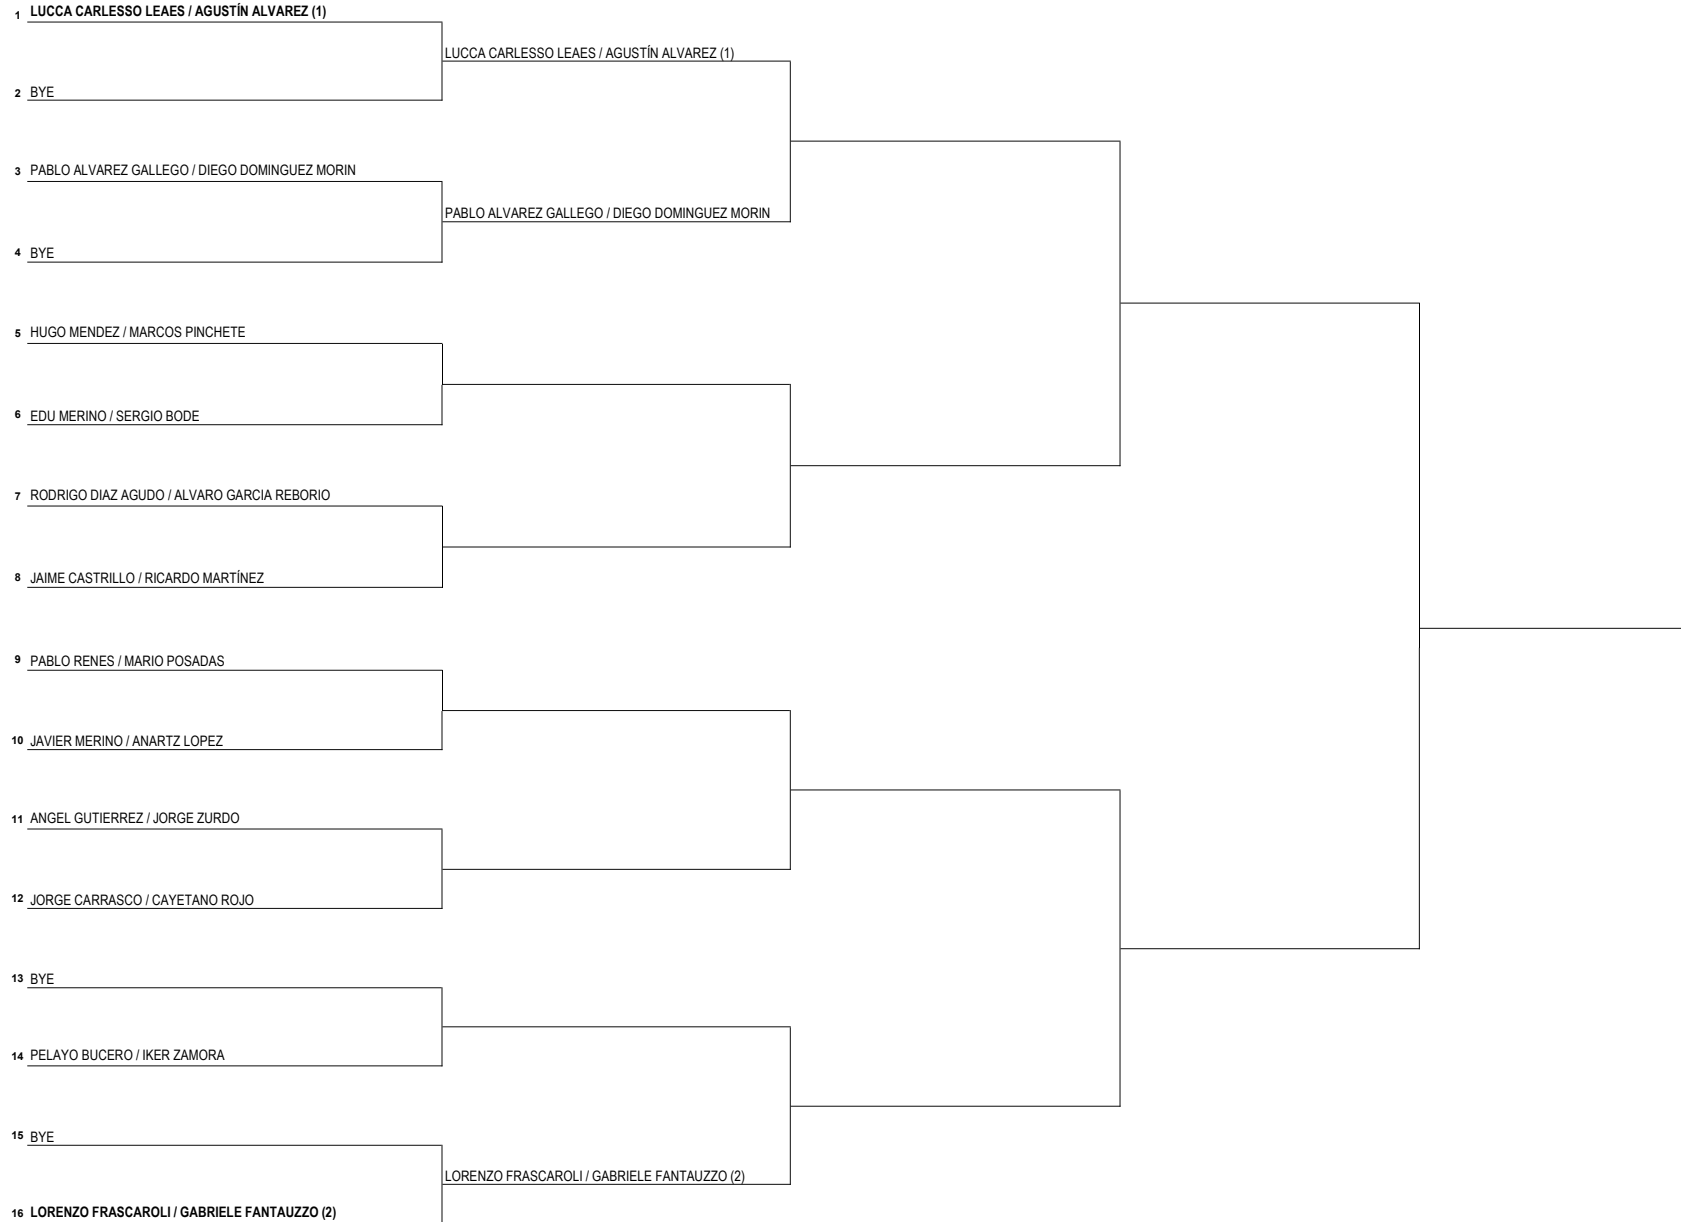 1 LUCCA CARLESSO LEAES / AGUSTÍN ALVAREZ (1)
LUCCA CARLESSO LEAES / AGUSTÍN ALVAREZ (1)
2 BYE
3 PABLO ALVAREZ GALLEGO / DIEGO DOMINGUEZ MORIN
PABLO ALVAREZ GALLEGO / DIEGO DOMINGUEZ MORIN
4 BYE
5 HUGO MENDEZ / MARCOS PINCHETE
6 EDU MERINO / SERGIO BODE
7 RODRIGO DIAZ AGUDO / ALVARO GARCIA REBORIO
8 JAIME CASTRILLO / RICARDO MARTÍNEZ
9 PABLO RENES / MARIO POSADAS
10 JAVIER MERINO / ANARTZ LOPEZ
11 ANGEL GUTIERREZ / JORGE ZURDO
12 JORGE CARRASCO / CAYETANO ROJO
13 BYE
14 PELAYO BUCERO / IKER ZAMORA
15 BYE
LORENZO FRASCAROLI / GABRIELE FANTAUZZO (2)
16 LORENZO FRASCAROLI / GABRIELE FANTAUZZO (2)